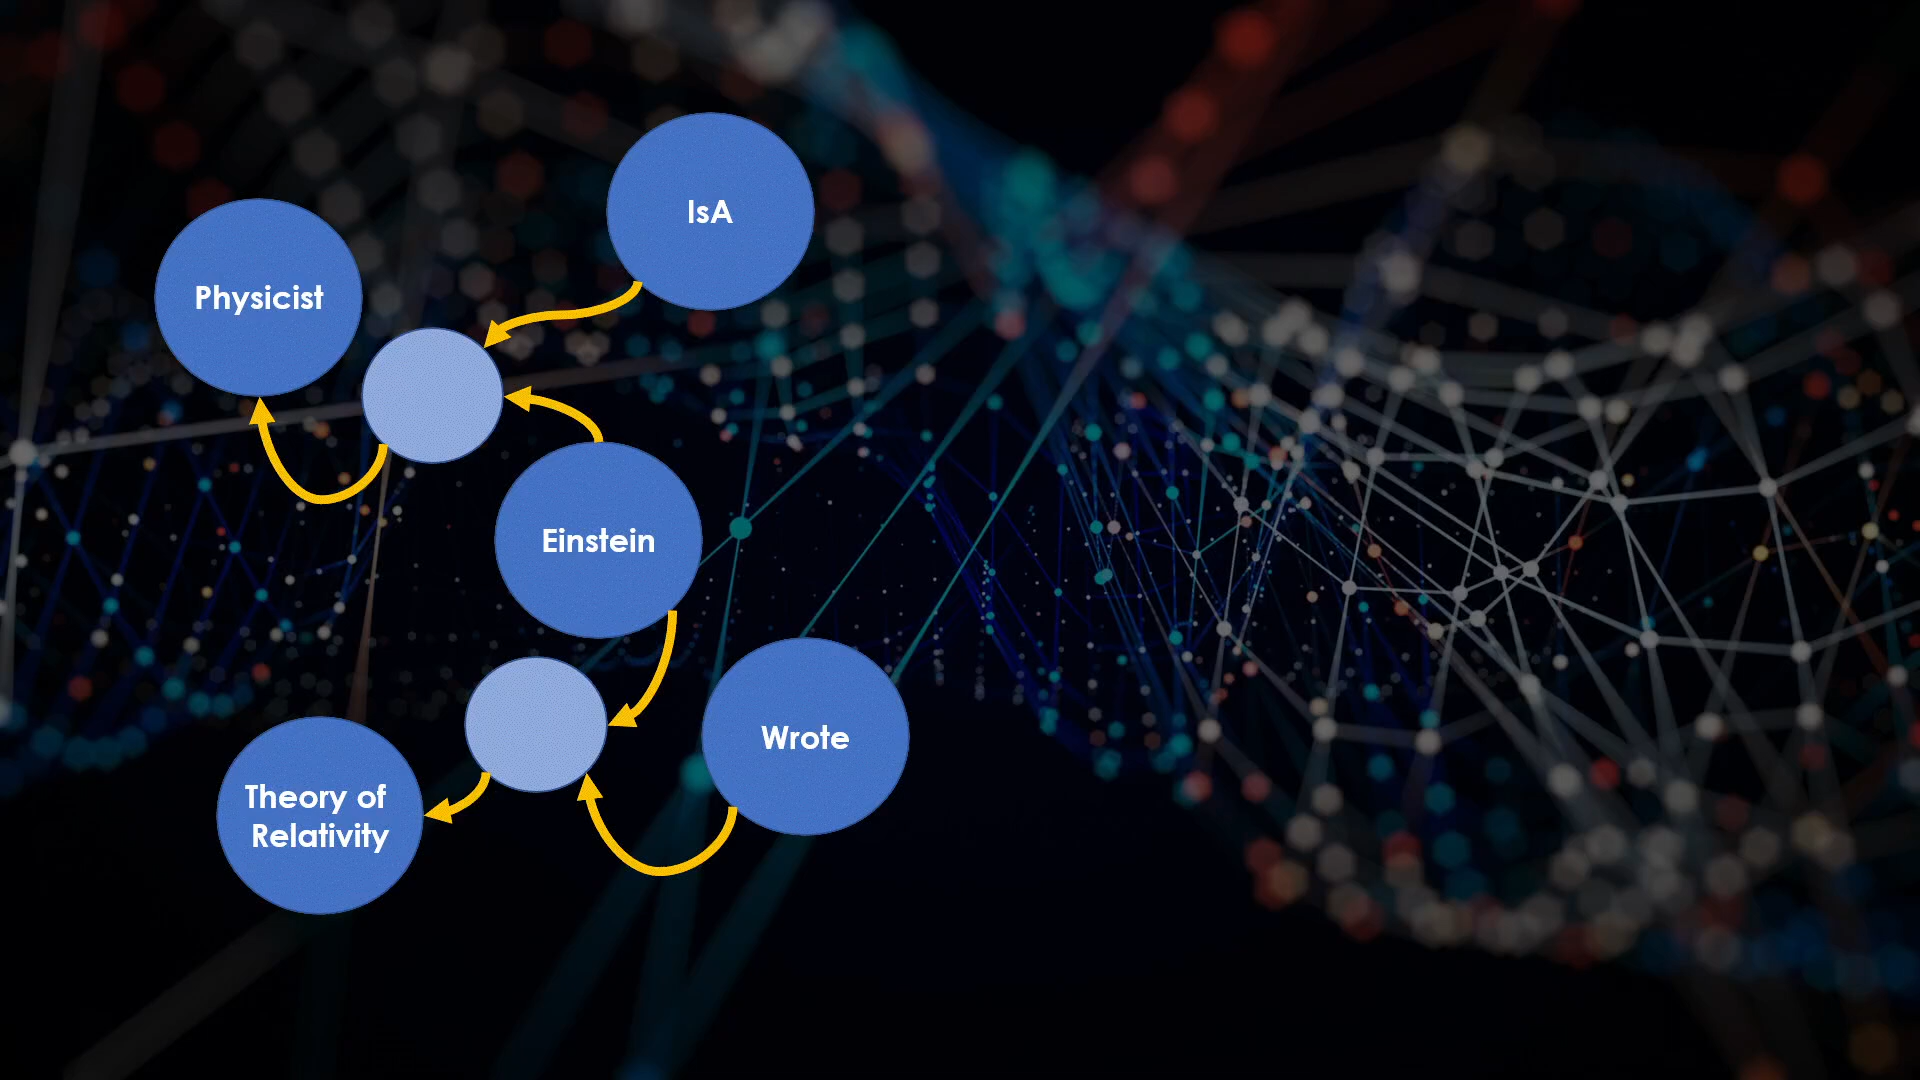 IsA
Physicist
Einstein
Wrote
Theory of
Relativity